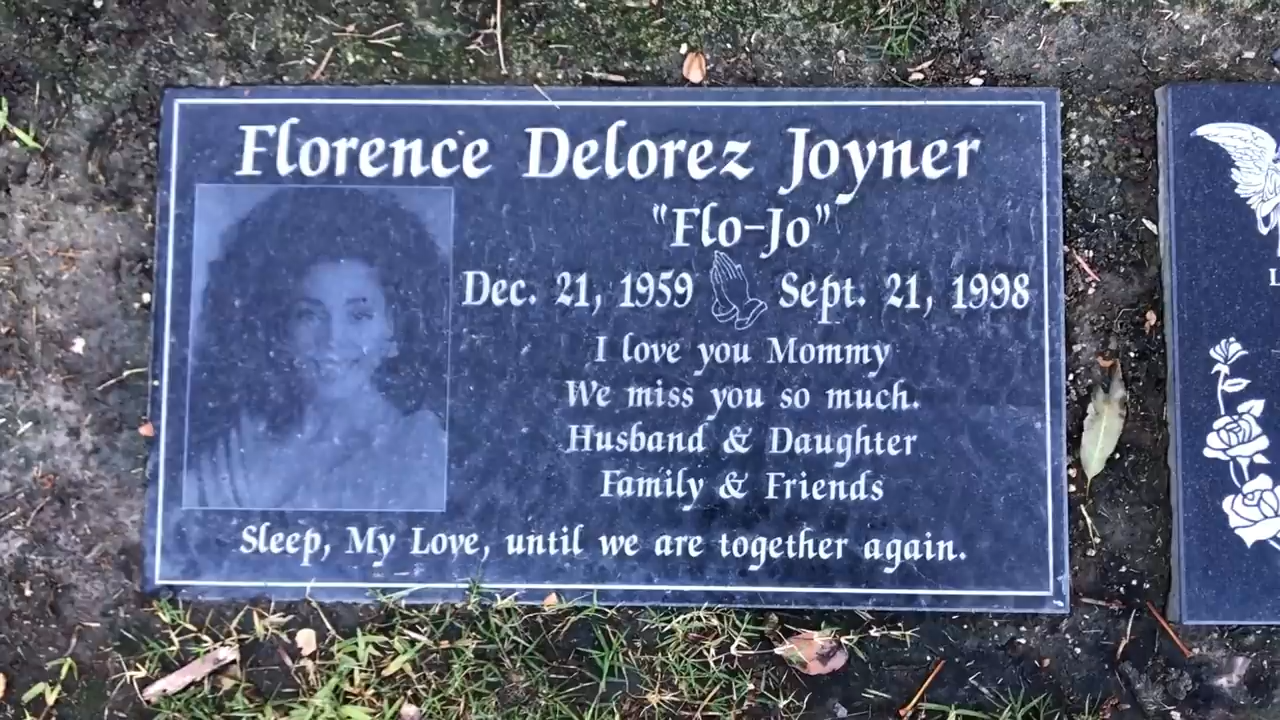 Florence Delorez Joyner
"Flo-Jo"
Dec. 21, 1959 Sept. 21, 1998
I love you Mommy
We miss you so much.
Husband & Daughter
Family & Friends
Sleep, My Love, until we are together again.